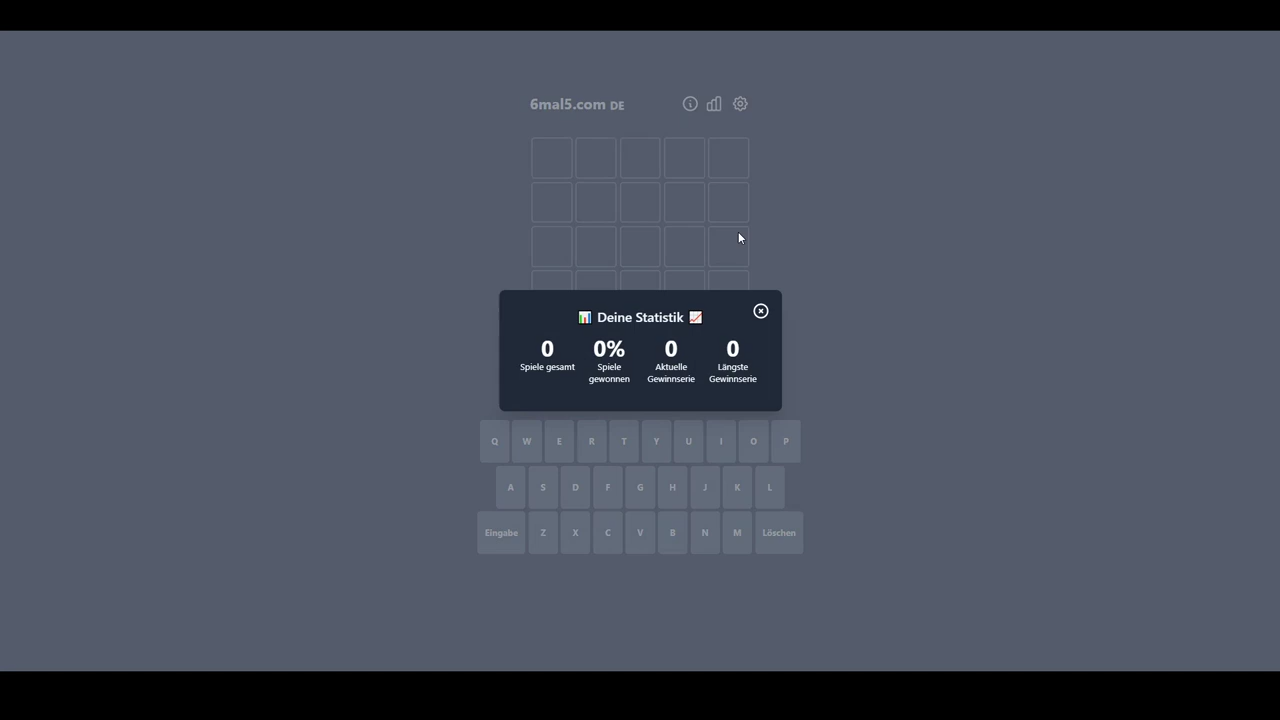 6mal5.com DE
Deine Statistik
0 0% 0 0
Spiele gesamt Spiele gewonnen Aktuelle Gewinnserie Längste Gewinnserie
Q W E R T Y U I O P
A S D F G H J K L
Eingabe Z X C V B N M Löschen